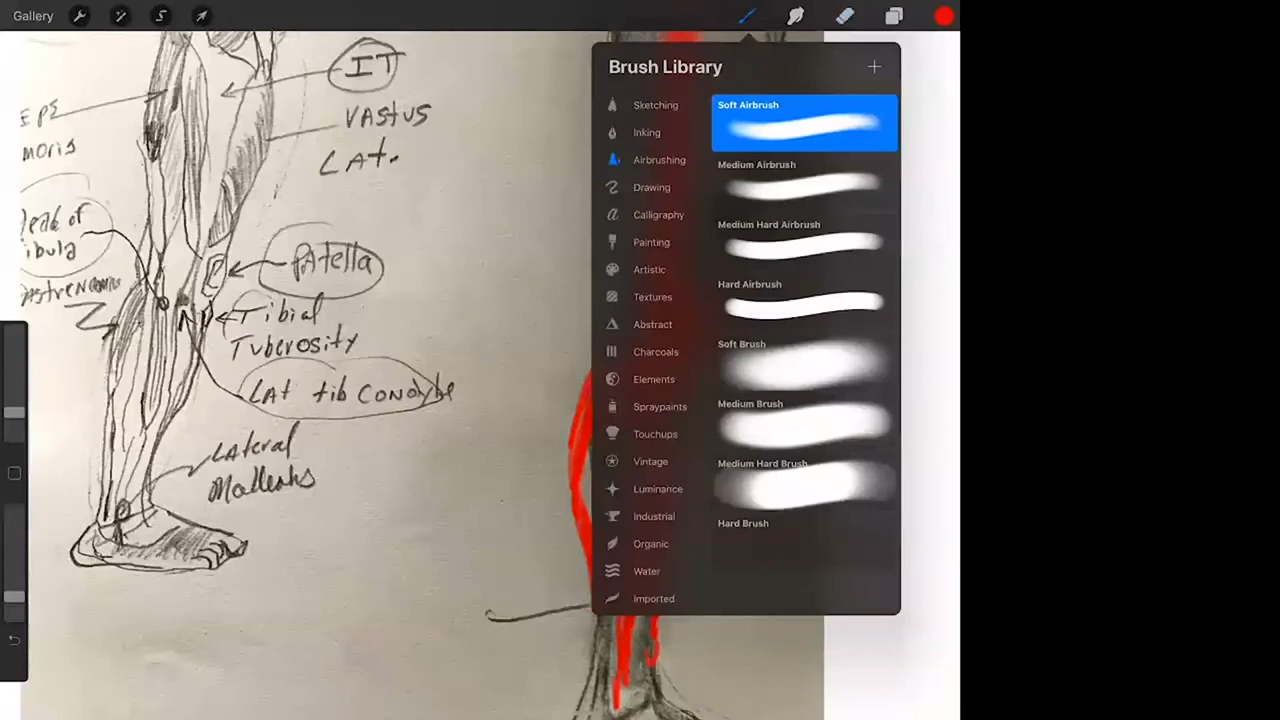 Gallery
IT
VASTUS
LAT.
EPS
MORIS
Head of
ibula
PAtella
Tibial
Tuberosity
LAt tib Condyle
Lateral
Brush Library
Sketching
Inking
Airbrushing
Drawing
Calligraphy
Painting
Artistic
Textures
Abstract
Charcoals
Elements
Spraypaints
Touchups
Vintage
Luminance
Industrial
Organic
Water
Imported
Soft Airbrush
Medium Airbrush
Medium Hard Airbrush
Hard Airbrush
Soft Brush
Medium Brush
Medium Hard Brush
Hard Brush